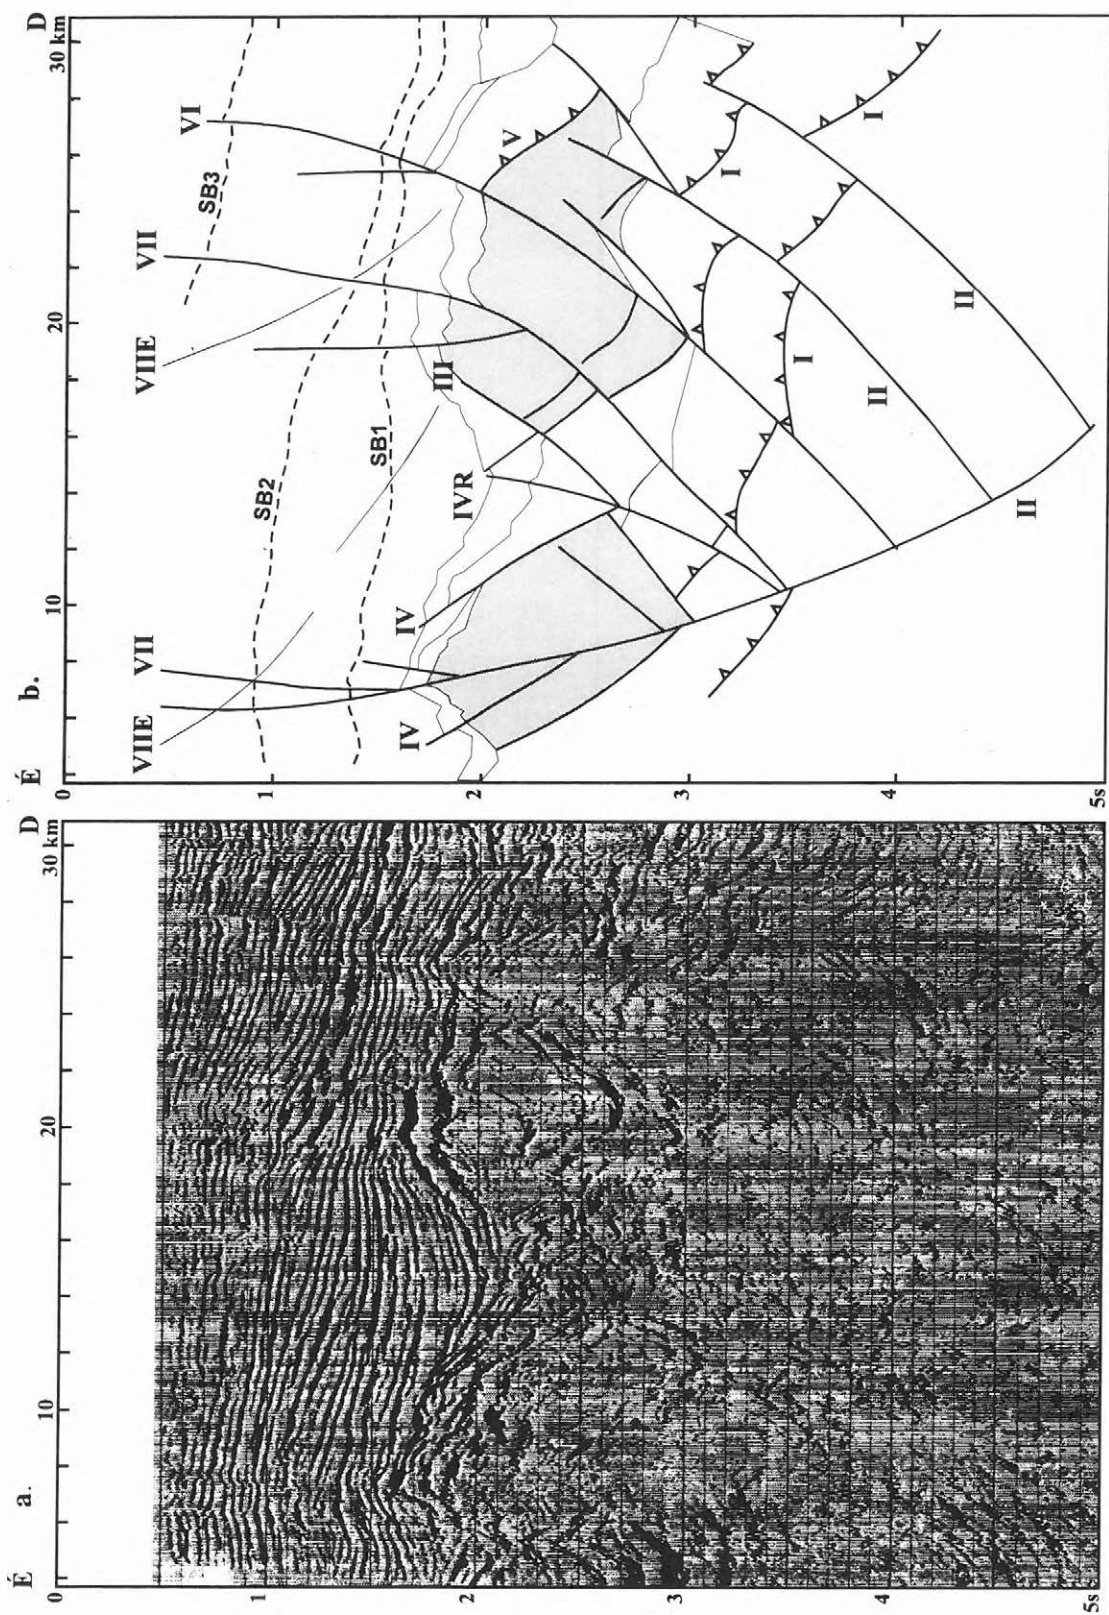 É a. 10 20 30 km D
0
1
2
3
4
5s
É b. 10 20 30 km D
0
VIIE VII VIIE VII VI
SB3
1
SB2
SB1
IV IV IVR III V
2
3
I I I
4
II II II
5s